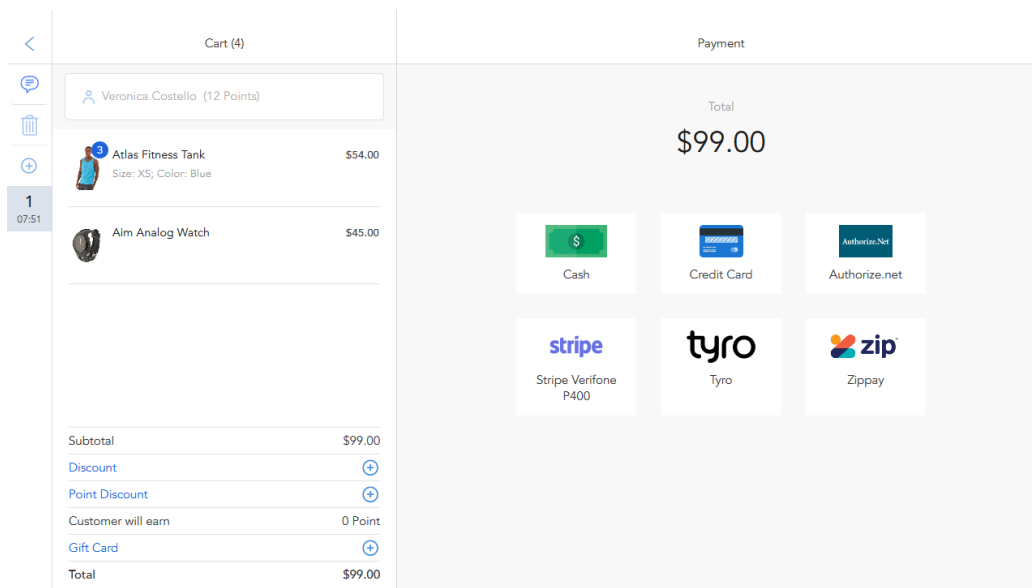 Cart (4)
Payment
Veronica Costello (12 Points)
1
07:51
3
Atlas Fitness Tank
$54.00
Size: XS; Color: Blue
Aim Analog Watch
$45.00
Subtotal
$99.00
Discount
Point Discount
Customer will earn
0 Point
Gift Card
Total
$99.00
Total
$99.00
$
Cash
Credit Card
Authorize.Net
Authorize.net
stripe
Stripe Verifone
P400
tyro
Tyro
zip
Zippay